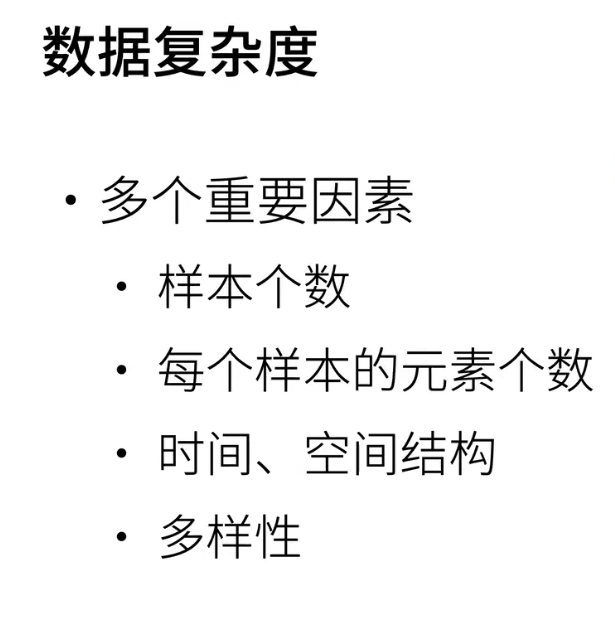 数据复杂度
• 多个重要因素
• 样本个数
• 每个样本的元素个数
• 时间、空间结构
• 多样性